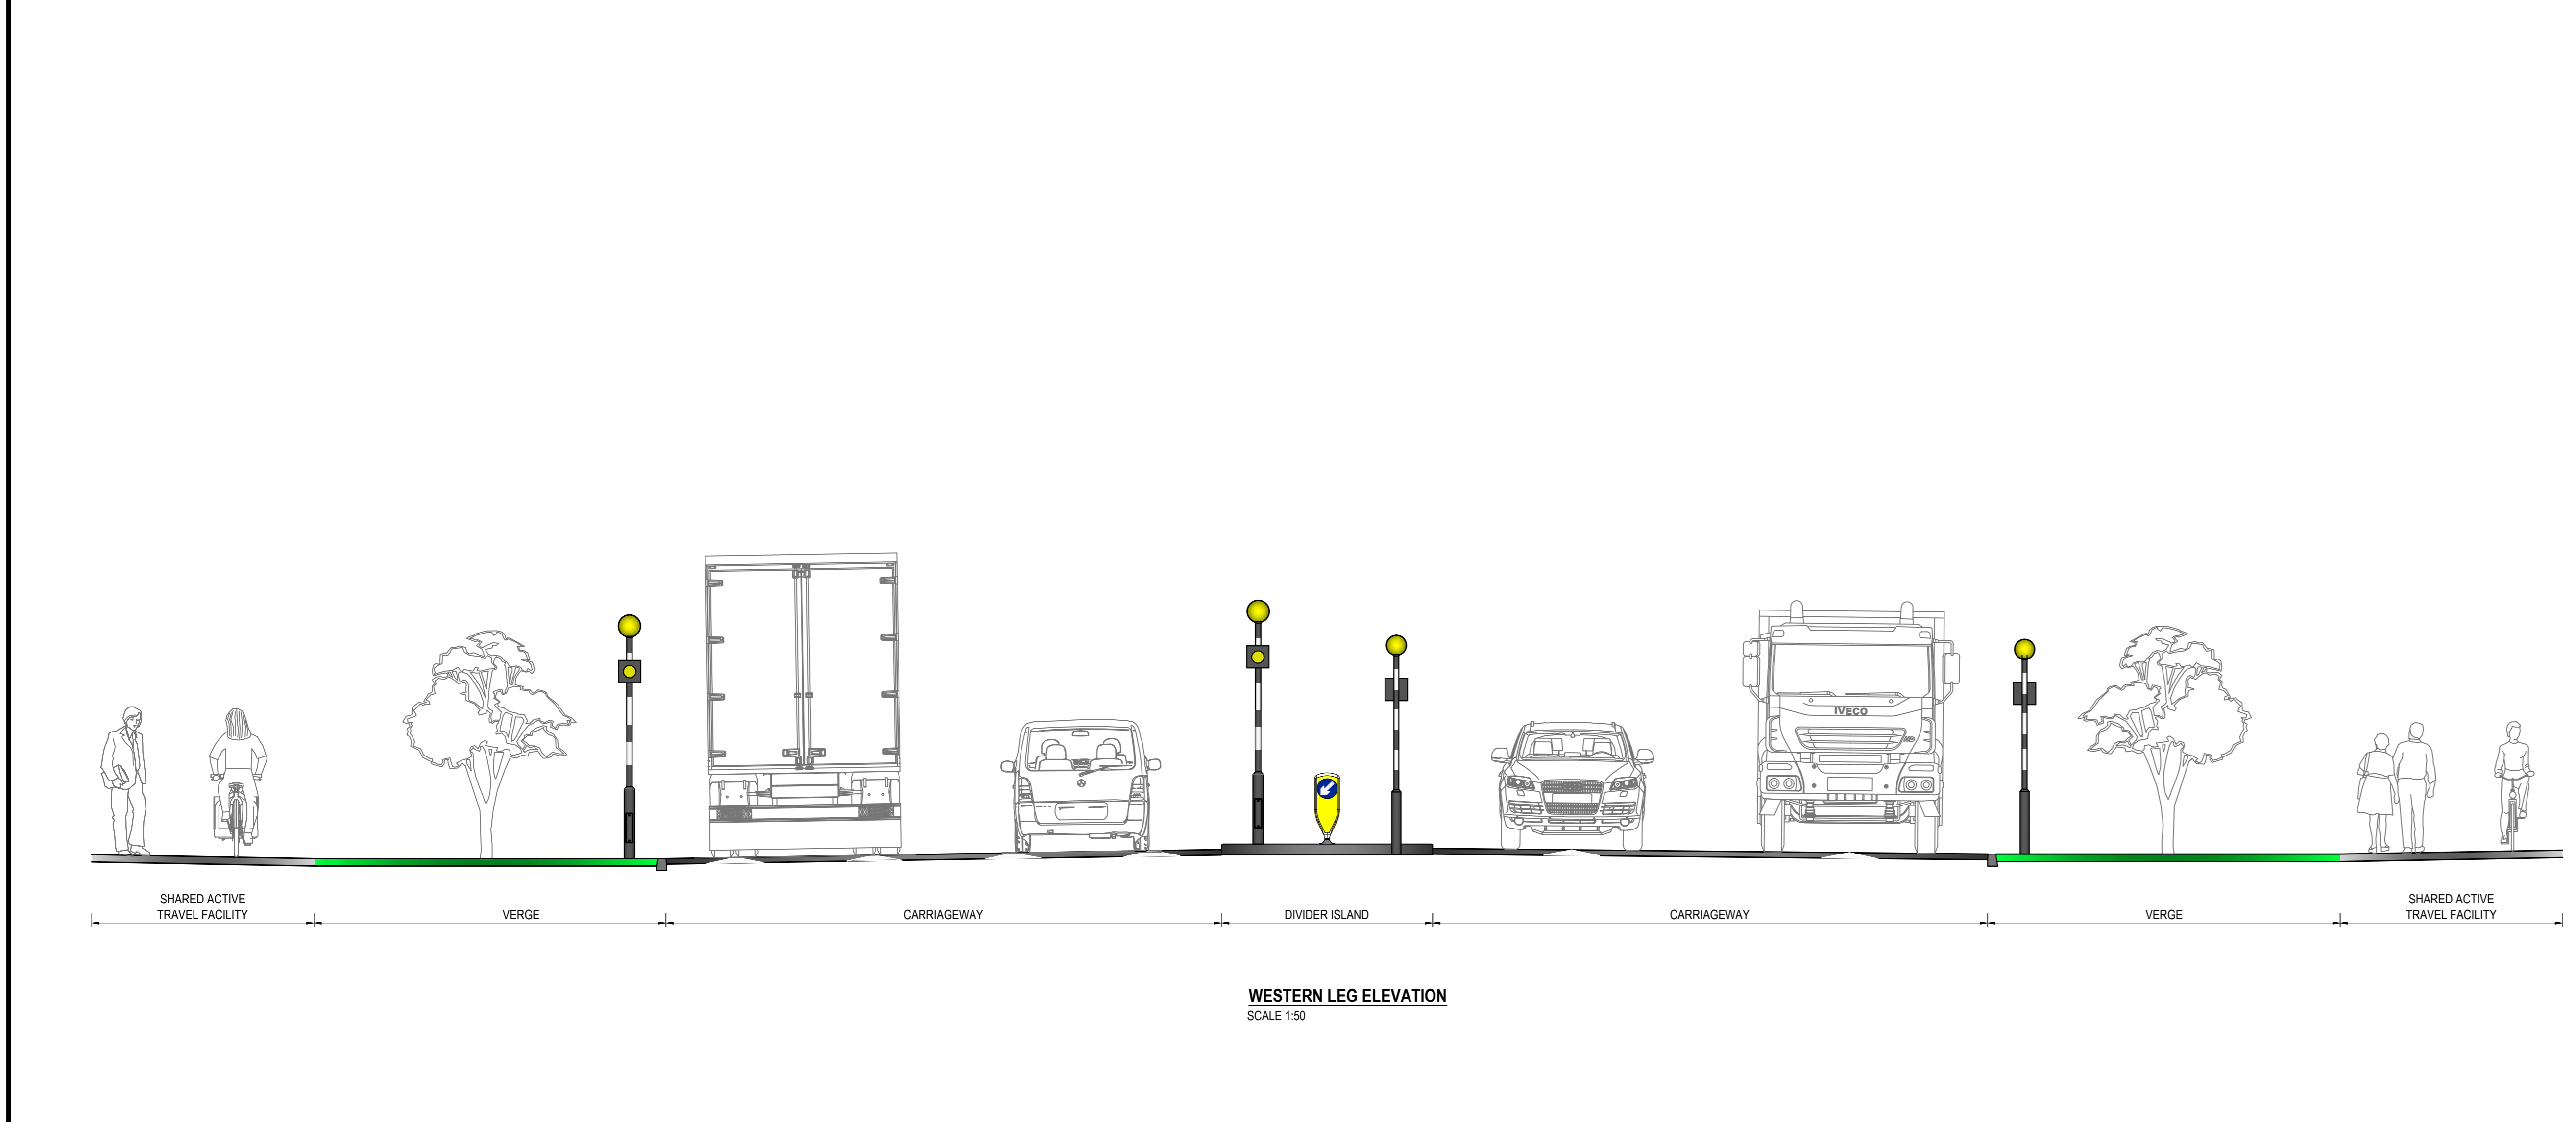 IVECO
SHARED ACTIVE
TRAVEL FACILITY
VERGE
CARRIAGEWAY
DIVIDER ISLAND
CARRIAGEWAY
VERGE
SHARED ACTIVE
TRAVEL FACILITY
WESTERN LEG ELEVATION
SCALE 1:50